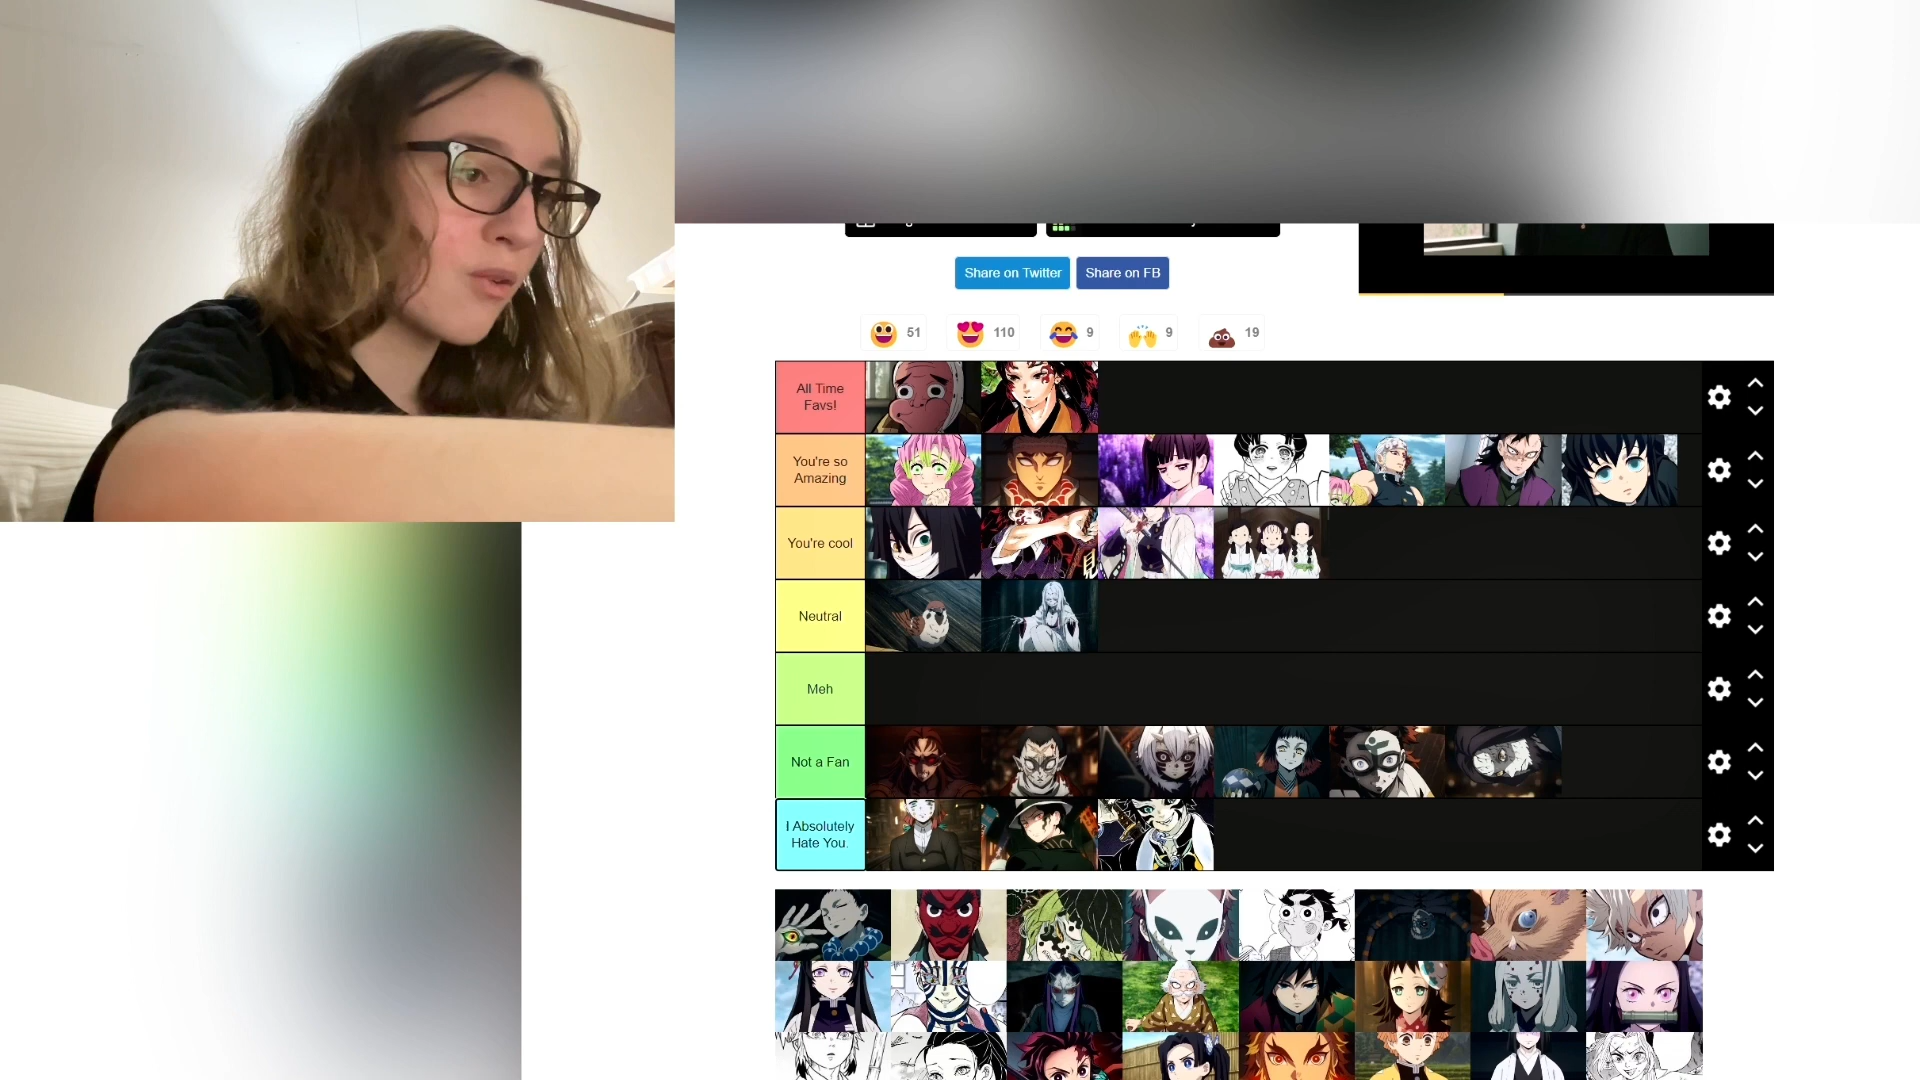 Share on Twitter
Share on FB
51
110
9
9
19
All Time
Favs!
You're so
Amazing
You're cool
Neutral
Meh
Not a Fan
I Absolutely
Hate You.